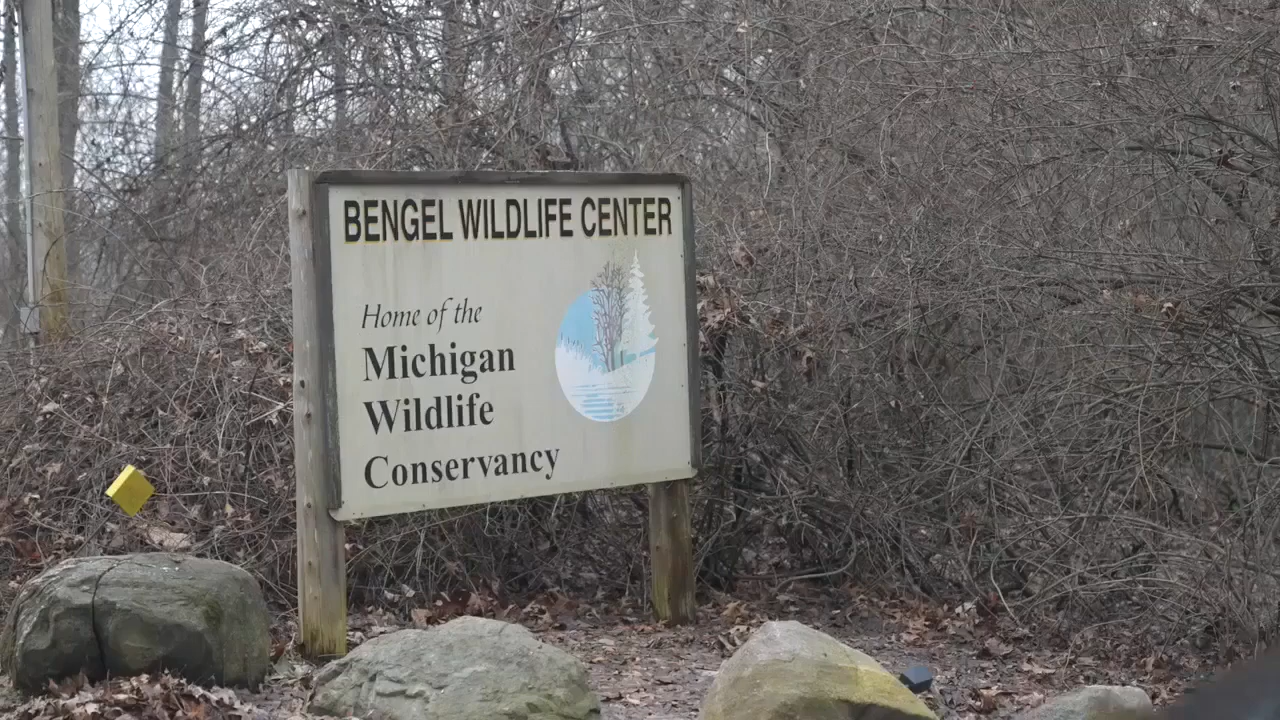 BENGEL WILDLIFE CENTER
Home of the
Michigan
Wildlife
Conservancy